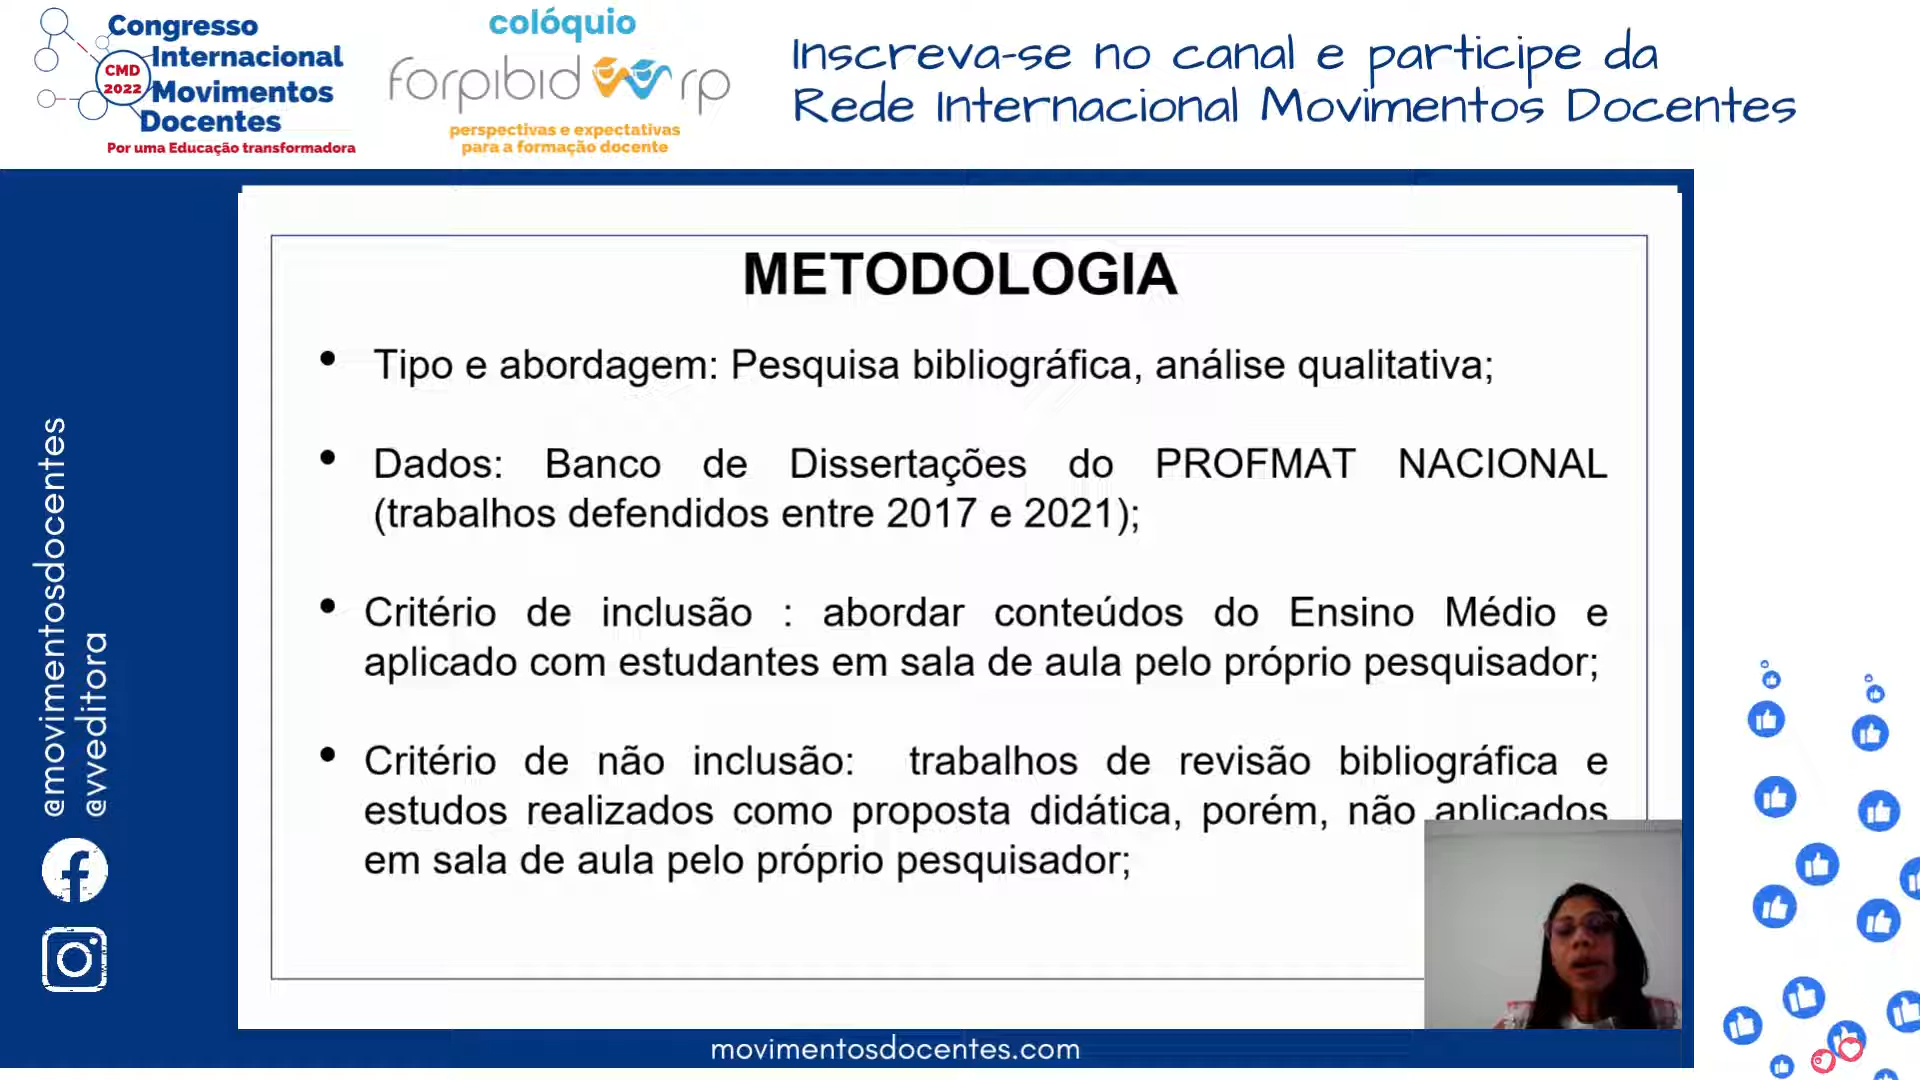 Congresso
Internacional
CMD
2022
Movimentos
Docentes
Por uma Educação transformadora
colóquio
forpibid rp
perspectivas e expectativas
para a formação docente
Inscreva-se no canal e participe da
Rede Internacional Movimentos Docentes
METODOLOGIA
• Tipo e abordagem: Pesquisa bibliográfica, análise qualitativa;
• Dados: Banco de Dissertações do PROFMAT NACIONAL
(trabalhos defendidos entre 2017 e 2021);
• Critério de inclusão : abordar conteúdos do Ensino Médio e
aplicado com estudantes em sala de aula pelo próprio pesquisador;
• Critério de não inclusão: trabalhos de revisão bibliográfica e
estudos realizados como proposta didática, porém, não aplicados
em sala de aula pelo próprio pesquisador;
@movimentosdocentes
@vveditora
movimentosdocentes.com